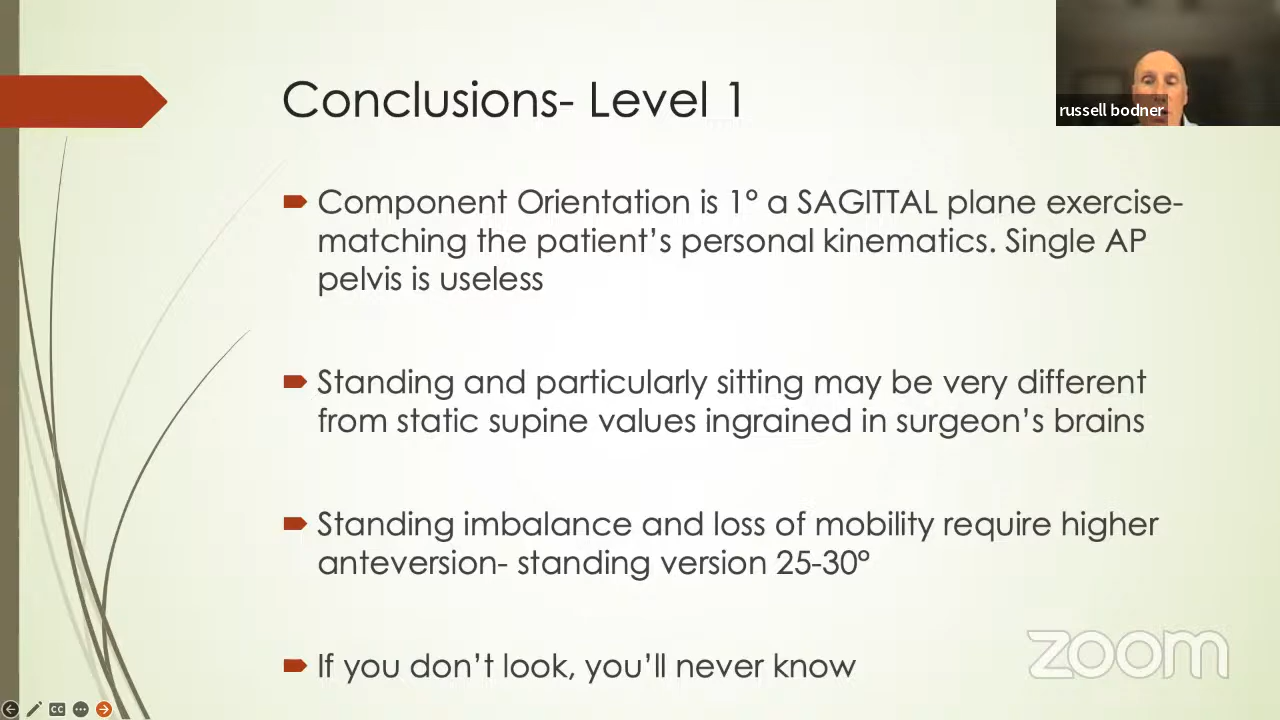 Conclusions- Level 1
russell bodner
Component Orientation is 1° a SAGITTAL plane exercise-
matching the patient’s personal kinematics. Single AP
pelvis is useless
Standing and particularly sitting may be very different
from static supine values ingrained in surgeon’s brains
Standing imbalance and loss of mobility require higher
anteversion- standing version 25-30°
If you don’t look, you’ll never know
zoom
CC